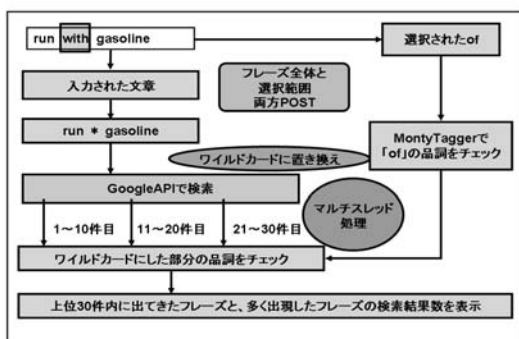 run with gasoline
選択されたof
入力された文章
フレーズ全体と
選択範囲
両方POST
run * gasoline
MontyTaggerで
「of」の品詞をチェック
ワイルドカードに置き換え
GoogleAPIで検索
マルチスレッド
処理
1～10件目
11～20件目
21～30件目
ワイルドカードにした部分の品詞をチェック
上位30件内に出てきたフレーズと、多く出現したフレーズの検索結果数を表示